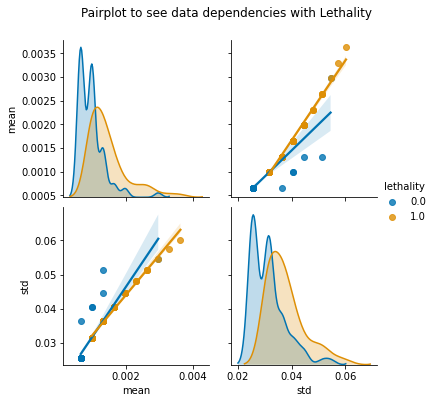 Pairplot to see data dependencies with Lethality
0.0035
0.0030
0.0025
0.0020
0.0015
0.0010
0.0005
mean
lethality
0.0
1.0
0.06
0.05
0.04
0.03
std
0.002 0.004
0.02 0.04 0.06
mean std